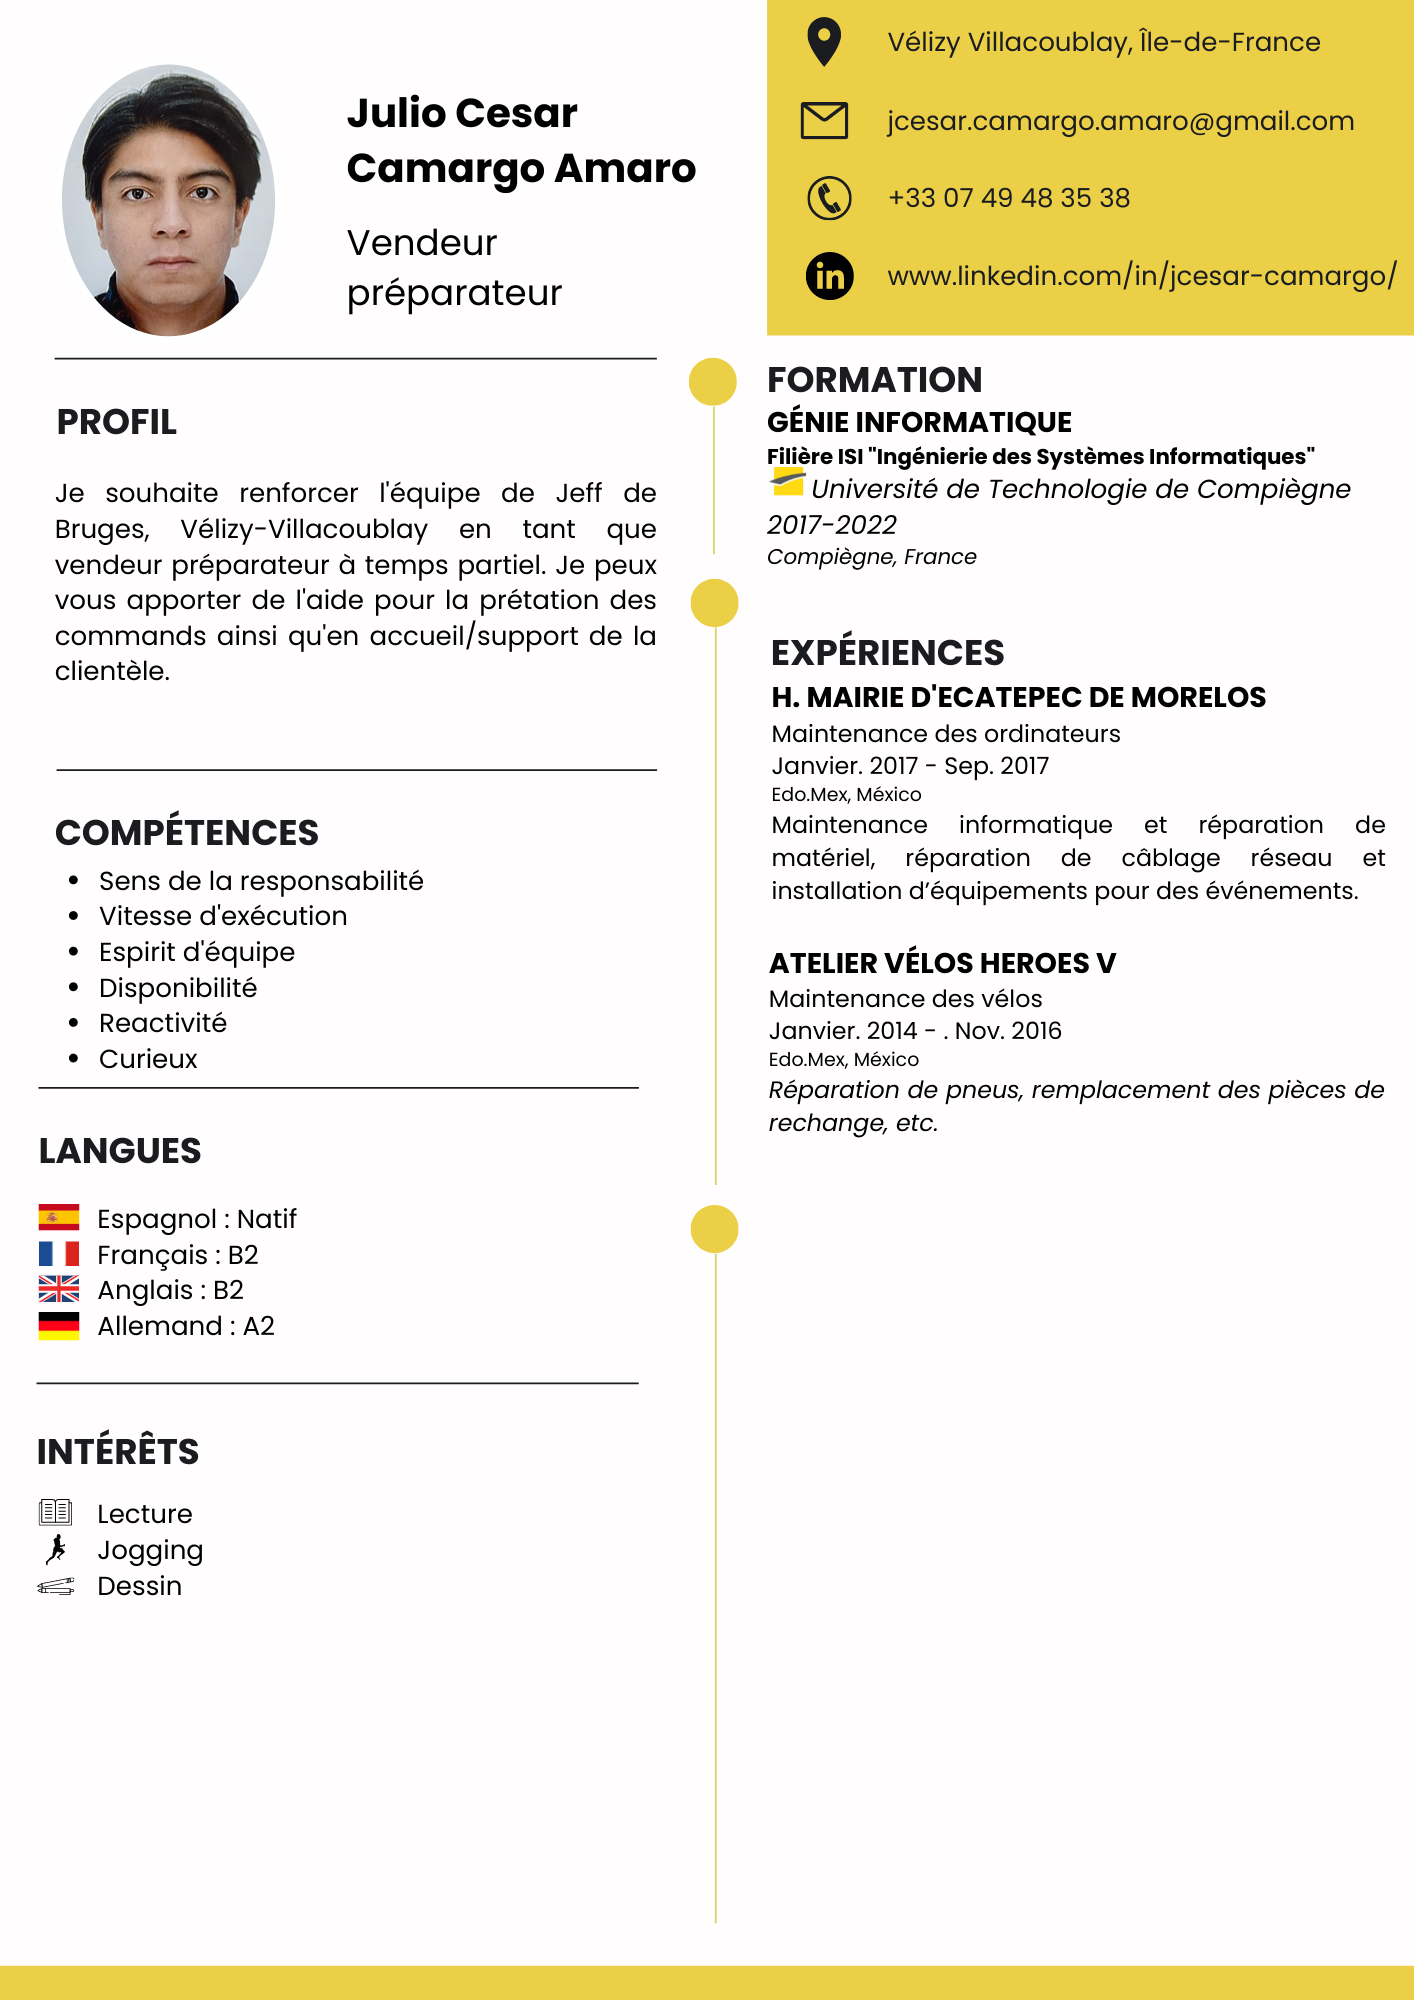 Julio Cesar
Camargo Amaro
Vendeur
préparateur
Vélizy Villacoublay, Île-de-France
jcesar.camargo.amaro@gmail.com
+33 07 49 48 35 38
in
www.linkedin.com/in/jcesar-camargo/
PROFIL
Je souhaite renforcer l'équipe de Jeff de
Bruges, Vélizy-Villacoublay en tant que
vendeur préparateur à temps partiel. Je peux
vous apporter de l'aide pour la prétation des
commands ainsi qu'en accueil/support de la
clientèle.
COMPÉTENCES
• Sens de la responsabilité
• Vitesse d'exécution
• Espirit d'équipe
• Disponibilité
• Reactivité
• Curieux
LANGUES
Espagnol : Natif
Français : B2
Anglais : B2
Allemand : A2
INTÉRÊTS
Lecture
Jogging
Dessin
FORMATION
GÉNIE INFORMATIQUE
Filière ISI "Ingénierie des Systèmes Informatiques"
Université de Technologie de Compiègne
2017-2022
Compiègne, France
EXPÉRIENCES
H. MAIRIE D'ECATEPEC DE MORELOS
Maintenance des ordinateurs
Janvier. 2017 - Sep. 2017
Edo.Mex, México
Maintenance informatique et réparation de
matériel, réparation de câblage réseau et
installation d’équipements pour des événements.
ATELIER VÉLOS HEROES V
Maintenance des vélos
Janvier. 2014 - . Nov. 2016
Edo.Mex, México
Réparation de pneus, remplacement des pièces de
rechange, etc.